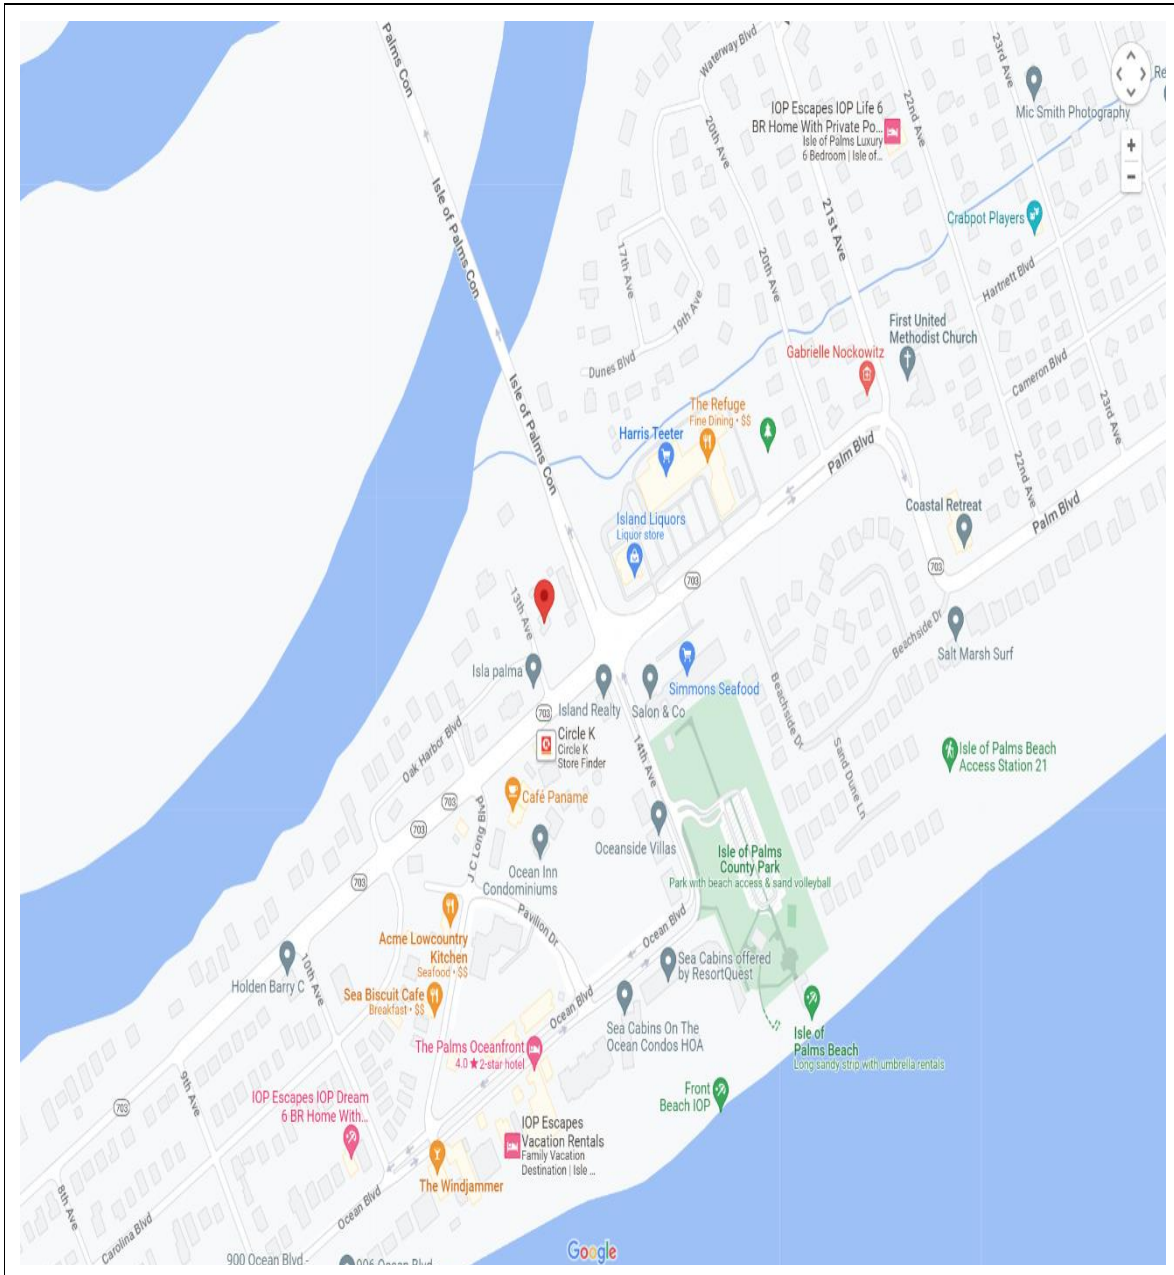 Palms Con
Waterway Blvd
23rd Ave
22nd Ave
Mic Smith Photography
Re
IOP Escapes IOP Life 6
BR Home With Private Po...
Isle of Palms Luxury
6 Bedroom | Isle of...
20th Ave
Isle of Palms Con
21st Ave
Crabpot Players
17th Ave
20th Ave
19th Ave
Hartnett Blvd
First United
Methodist Church
Dunes Blvd
Gabrielle Nockowitz
Cameron Blvd
Isle of Palms Con
The Refuge
Fine Dining • $$
Harris Teeter
23rd Ave
Palm Blvd
22nd Ave
Coastal Retreat
Palm Blvd
Island Liquors
Liquor store
703
703
13th Ave
Beachside Dr
Salt Marsh Surf
Isla palma
Simmons Seafood
Island Realty
Salon & Co
Beachside Dr
703
Circle K
Circle K
Store Finder
Oak Harbor Blvd
14th Ave
Sand Dune Ln
Isle of Palms Beach
Access Station 21
Café Paname
703
703
J C Long Blvd
Oceanside Villas
Isle of Palms
County Park
Park with beach access & sand volleyball
Ocean Inn
Condominiums
703
Pavilion Dr
Ocean Blvd
Acme Lowcountry
Kitchen
Seafood • $$
Holden Barry C
10th Ave
Sea Cabins offered
by ResortQuest
Sea Biscuit Cafe
Breakfast • $$
Ocean Blvd
Sea Cabins On The
Ocean Condos HOA
Isle of
Palms Beach
Long sandy strip with umbrella rentals
The Palms Oceanfront
4.0 ★ 2-star hotel
9th Ave
703
IOP Escapes IOP Dream
6 BR Home With...
Front
Beach IOP
IOP Escapes
Vacation Rentals
Family Vacation
Destination | Isle ...
The Windjammer
8th Ave
Carolina Blvd
Ocean Blvd
900 Ocean Blvd -
906 Ocean Blvd
Google